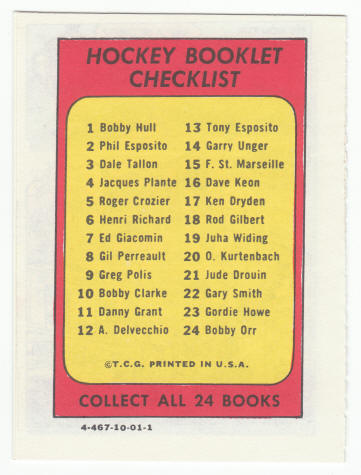 HOCKEY BOOKLET
CHECKLIST
1 Bobby Hull
2 Phil Esposito
3 Dale Tallon
4 Jacques Plante
5 Roger Crozier
6 Henri Richard
7 Ed Giacomin
8 Gil Perreault
9 Greg Polis
10 Bobby Clarke
11 Danny Grant
12 A. Delvecchio
13 Tony Esposito
14 Garry Unger
15 F. St. Marseille
16 Dave Keon
17 Ken Dryden
18 Rod Gilbert
19 Juha Widing
20 O. Kurtenbach
21 Jude Drouin
22 Gary Smith
23 Gordie Howe
24 Bobby Orr
©T.C.G. PRINTED IN U.S.A.
COLLECT ALL 24 BOOKS
4-467-10-01-1